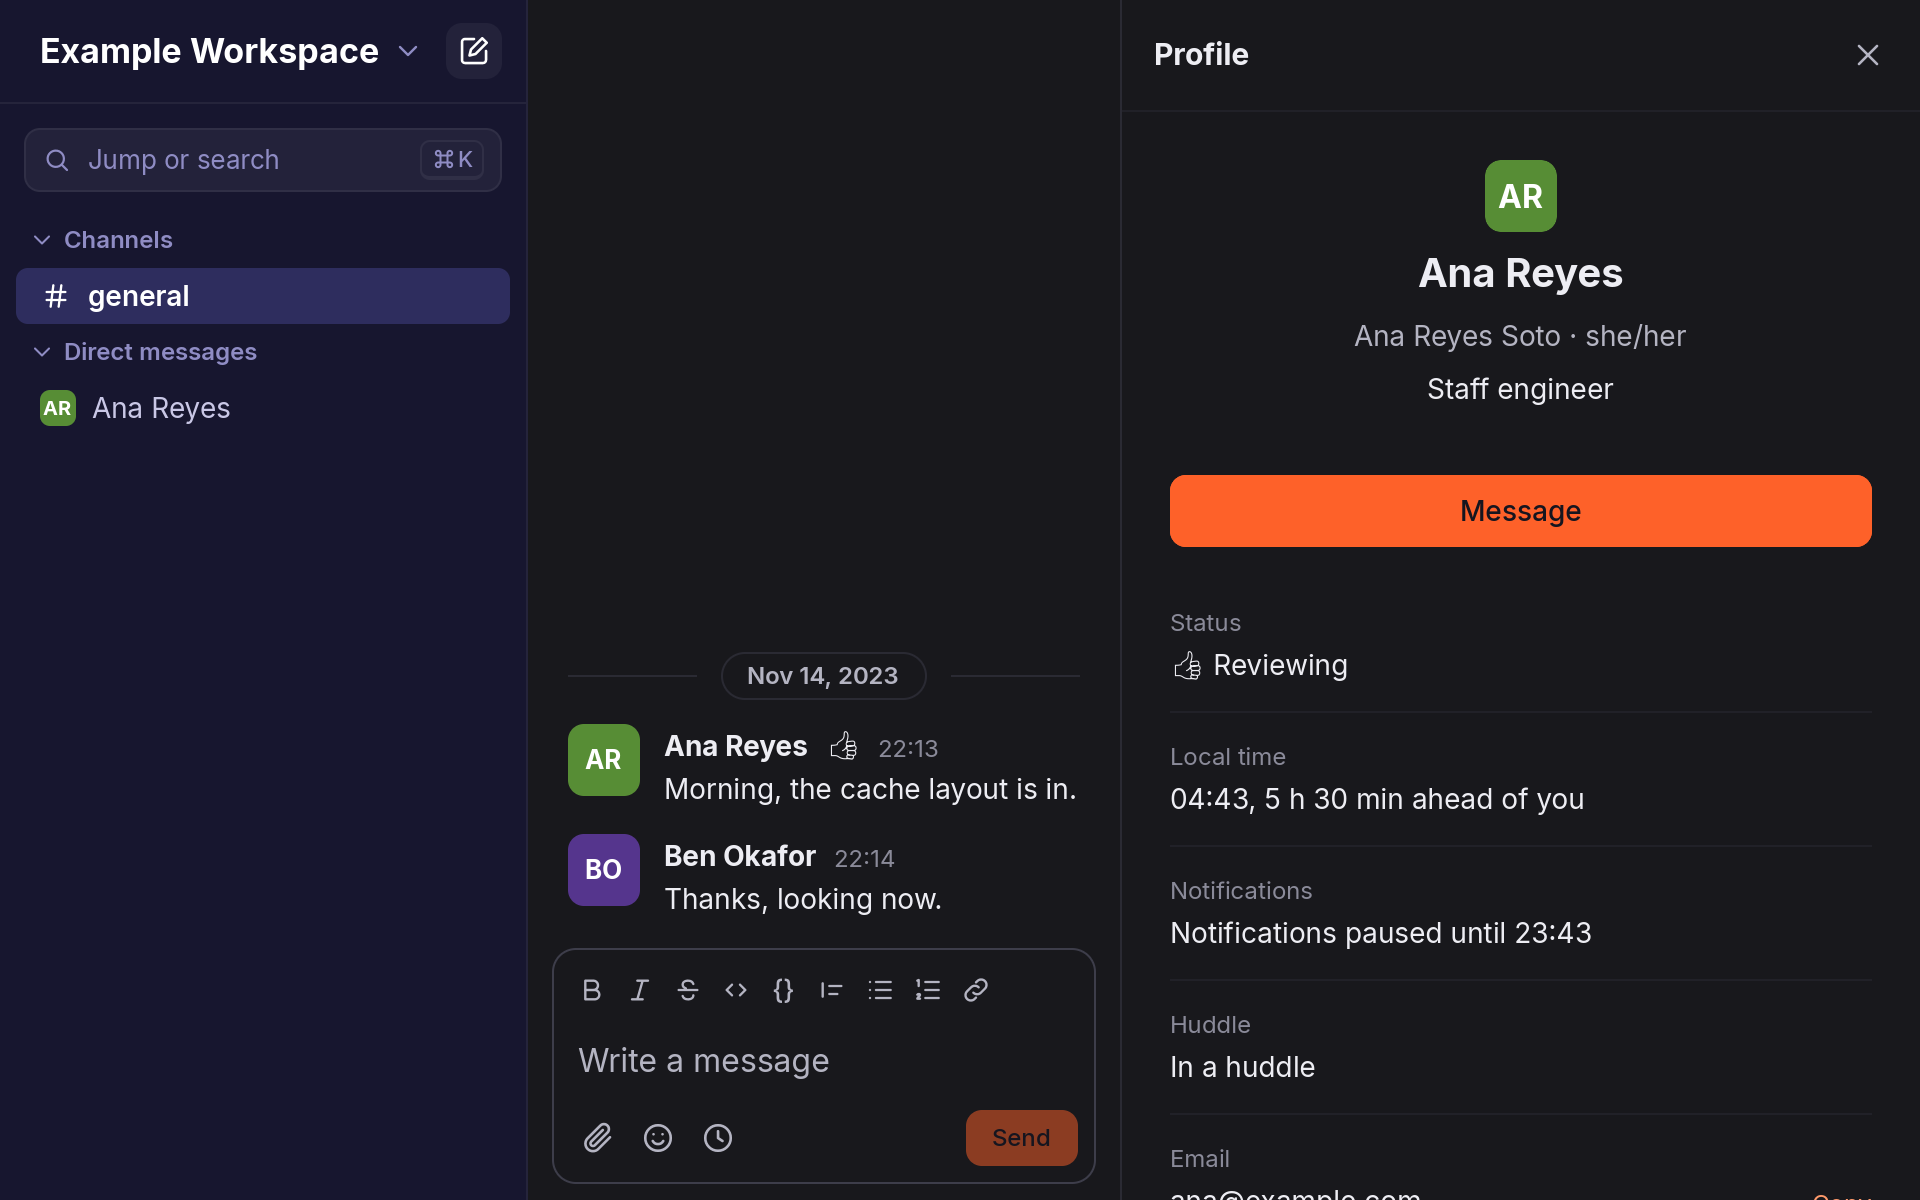 Example Workspace
Jump or search
⌘K
Channels
# general
Direct messages
AR Ana Reyes
Nov 14, 2023
AR
Ana Reyes 👍 22:13
Morning, the cache layout is in.
BO
Ben Okafor 22:14
Thanks, looking now.
Write a message
Send
Profile
AR
Ana Reyes
Ana Reyes Soto · she/her
Staff engineer
Message
Status
👍 Reviewing
Local time
04:43, 5 h 30 min ahead of you
Notifications
Notifications paused until 23:43
Huddle
In a huddle
Email
ana@example.com